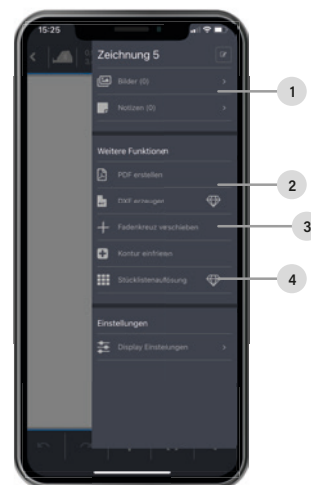 15:25
Zeichnung 5
Bilder (0)
1
Notizen (0)
Weitere Funktionen
PDF erstellen
2
DXF erzeugen
Fadenkreuz verschieben
3
Kontur einfrieren
Stücklistenauflösung
4
Einstellungen
Display Einstellungen